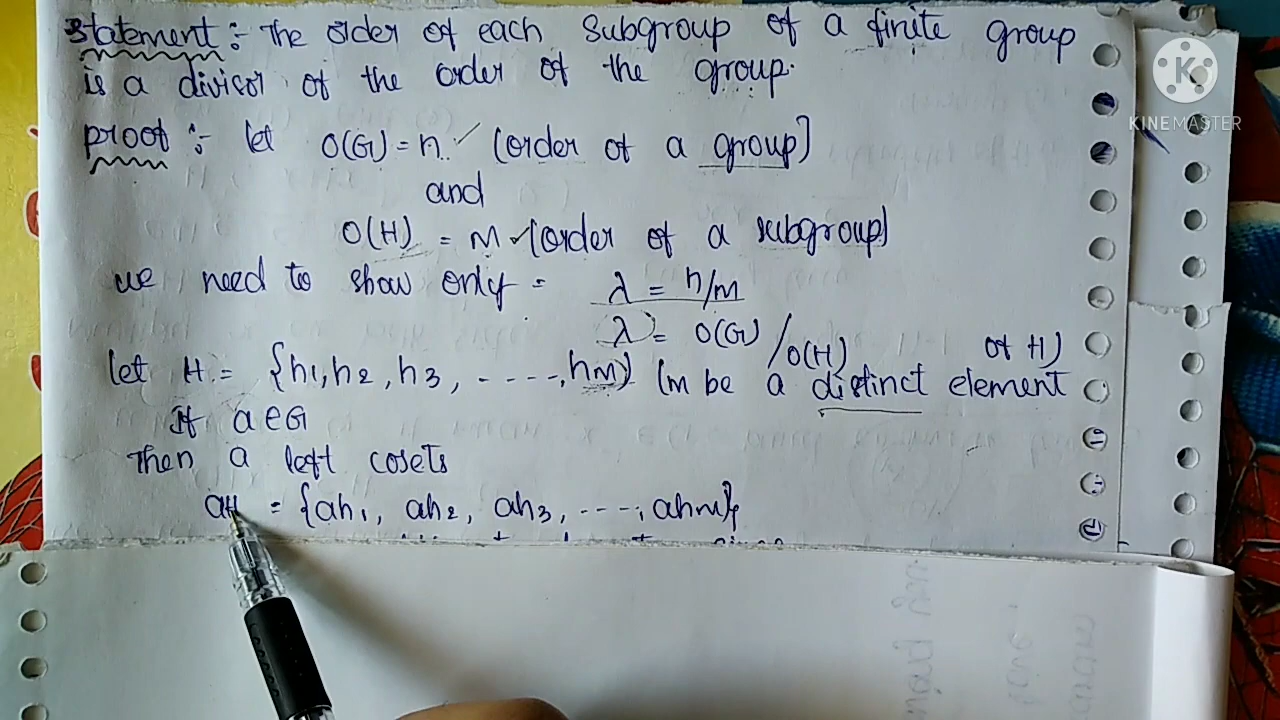 Statement :- The order of each subgroup of a finite group
is a divisor of the order of the group.
proof :- let O(G) = n ✓ (order of a group)
and
O(H) = m ✓ (order of a subgroup)
we need to show only = λ = n/m
λ = O(G)/O(H)
let H = {h1, h2, h3, - - - -, hm} (m be a distinct element of H)
If a∈G
Then a left cosets
aH = {ah1, ah2, ah3, - - - -, ahm}
K
KINEMASTER